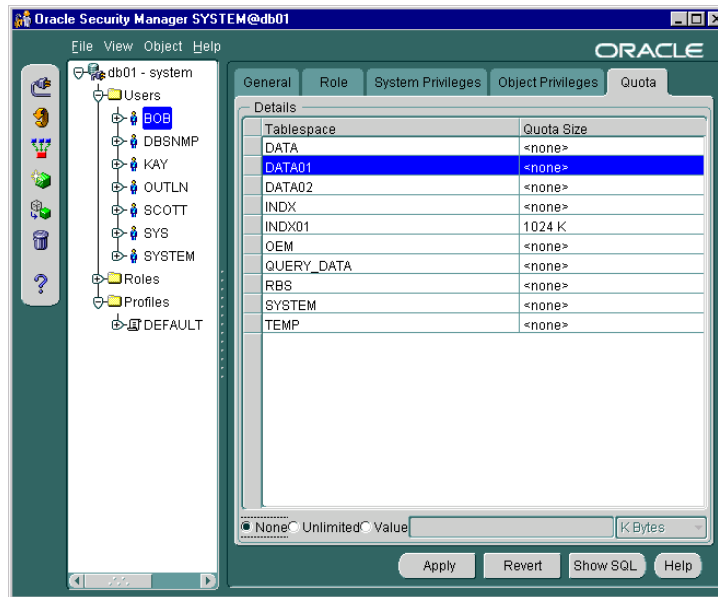 Oracle Security Manager SYSTEM@db01
File View Object Help
ORACLE
db01 - system
Users
BOB
DBSNMP
KAY
OUTLN
SCOTT
SYS
SYSTEM
Roles
Profiles
DEFAULT
General Role System Privileges Object Privileges Quota
Details
Tablespace Quota Size
DATA <none>
DATA01 <none>
DATA02 <none>
INDX <none>
INDX01 1024 K
OEM <none>
QUERY_DATA <none>
RBS <none>
SYSTEM <none>
TEMP <none>
None Unlimited Value K Bytes
Apply Revert Show SQL Help